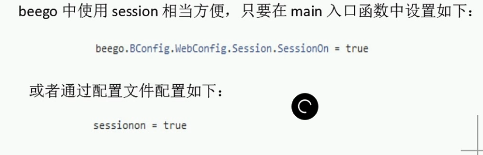 beego 中使用 session 相当方便，只要在 main 入口函数中设置如下：
beego.BConfig.WebConfig.Session.SessionOn = true
或者通过配置文件配置如下：
sessionon = true